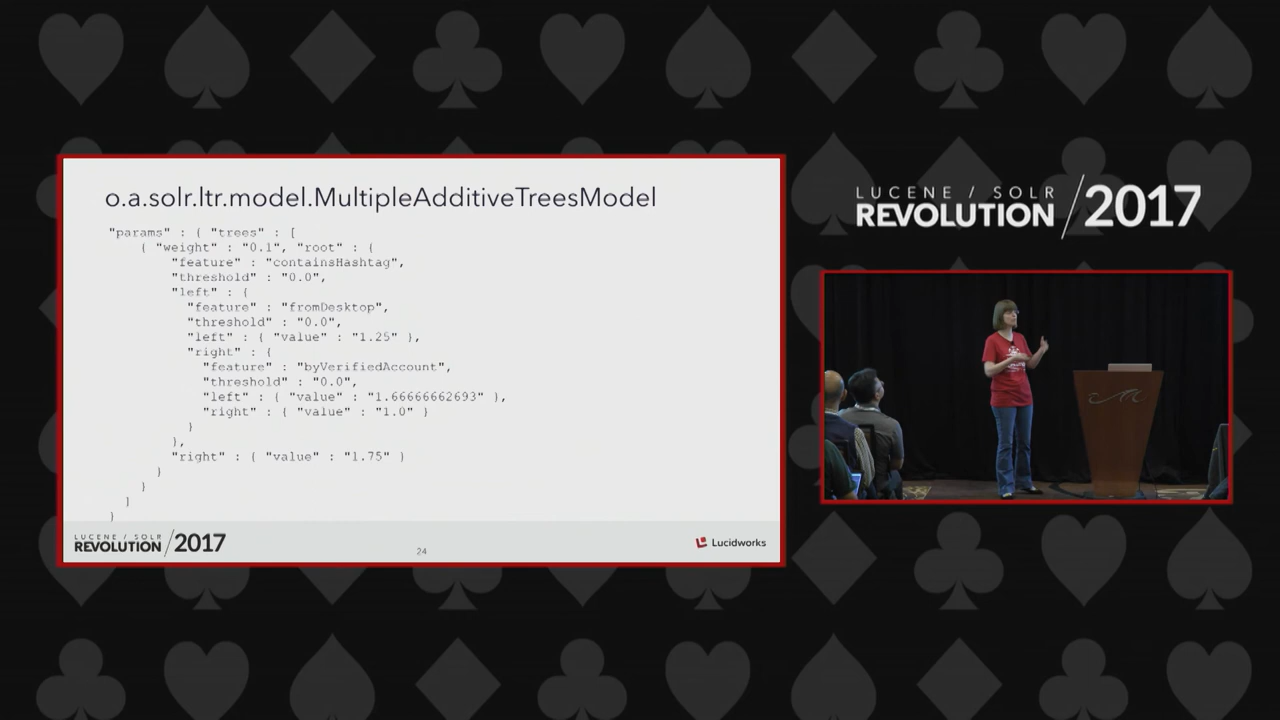 o.a.solr.ltr.model.MultipleAdditiveTreesModel
"params" : { "trees" : [
{ "weight" : "0.1", "root" : {
"feature" : "containsHashtag",
"threshold" : "0.0",
"left" : {
"feature" : "fromDesktop",
"threshold" : "0.0",
"left" : { "value" : "1.25" },
"right" : {
"feature" : "byVerifiedAccount",
"threshold" : "0.0",
"left" : { "value" : "1.66666662693" },
"right" : { "value" : "1.0" }
}
},
"right" : { "value" : "1.75" }
}
}
]
}
LUCENE / SOLR
REVOLUTION / 2017
24
Lucidworks
LUCENE / SOLR
REVOLUTION / 2017